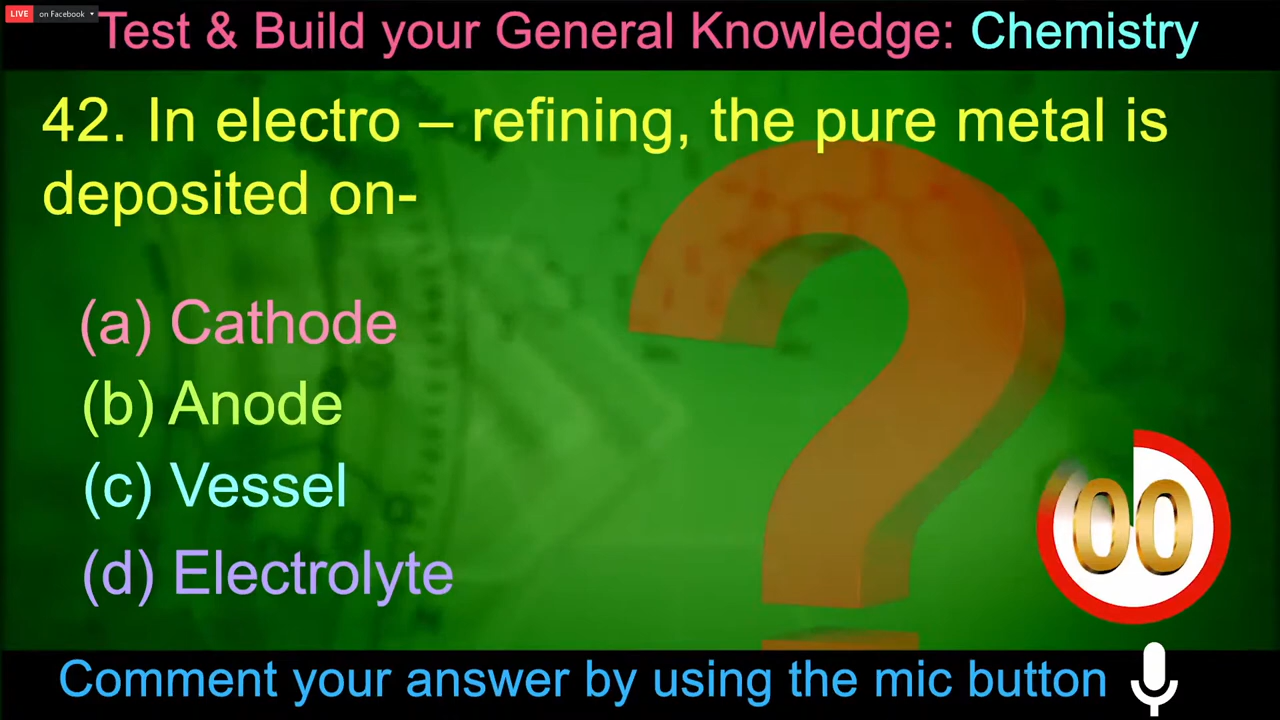 LIVE on Facebook
Test & Build your General Knowledge: Chemistry
42. In electro – refining, the pure metal is
deposited on-
(a) Cathode
(b) Anode
(c) Vessel
(d) Electrolyte
00
Comment your answer by using the mic button